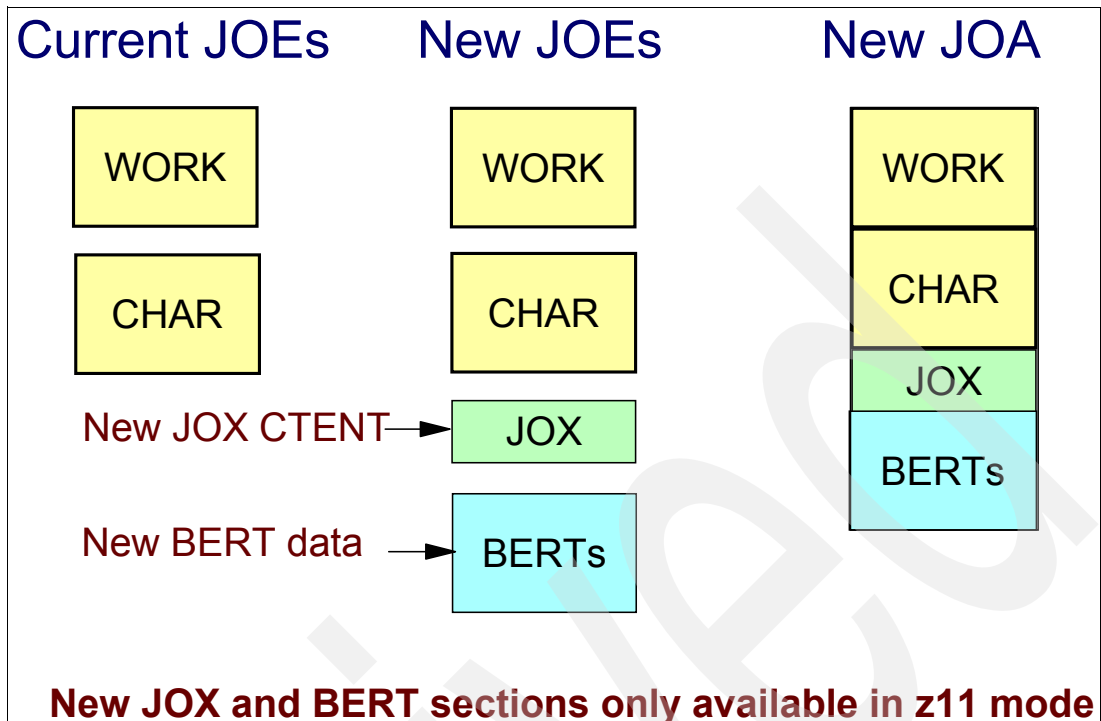 Current JOEs New JOEs New JOA
WORK WORK WORK
CHAR CHAR CHAR
New JOX CTENT JOX JOX
New BERT data BERTs BERTs
New JOX and BERT sections only available in z11 mode